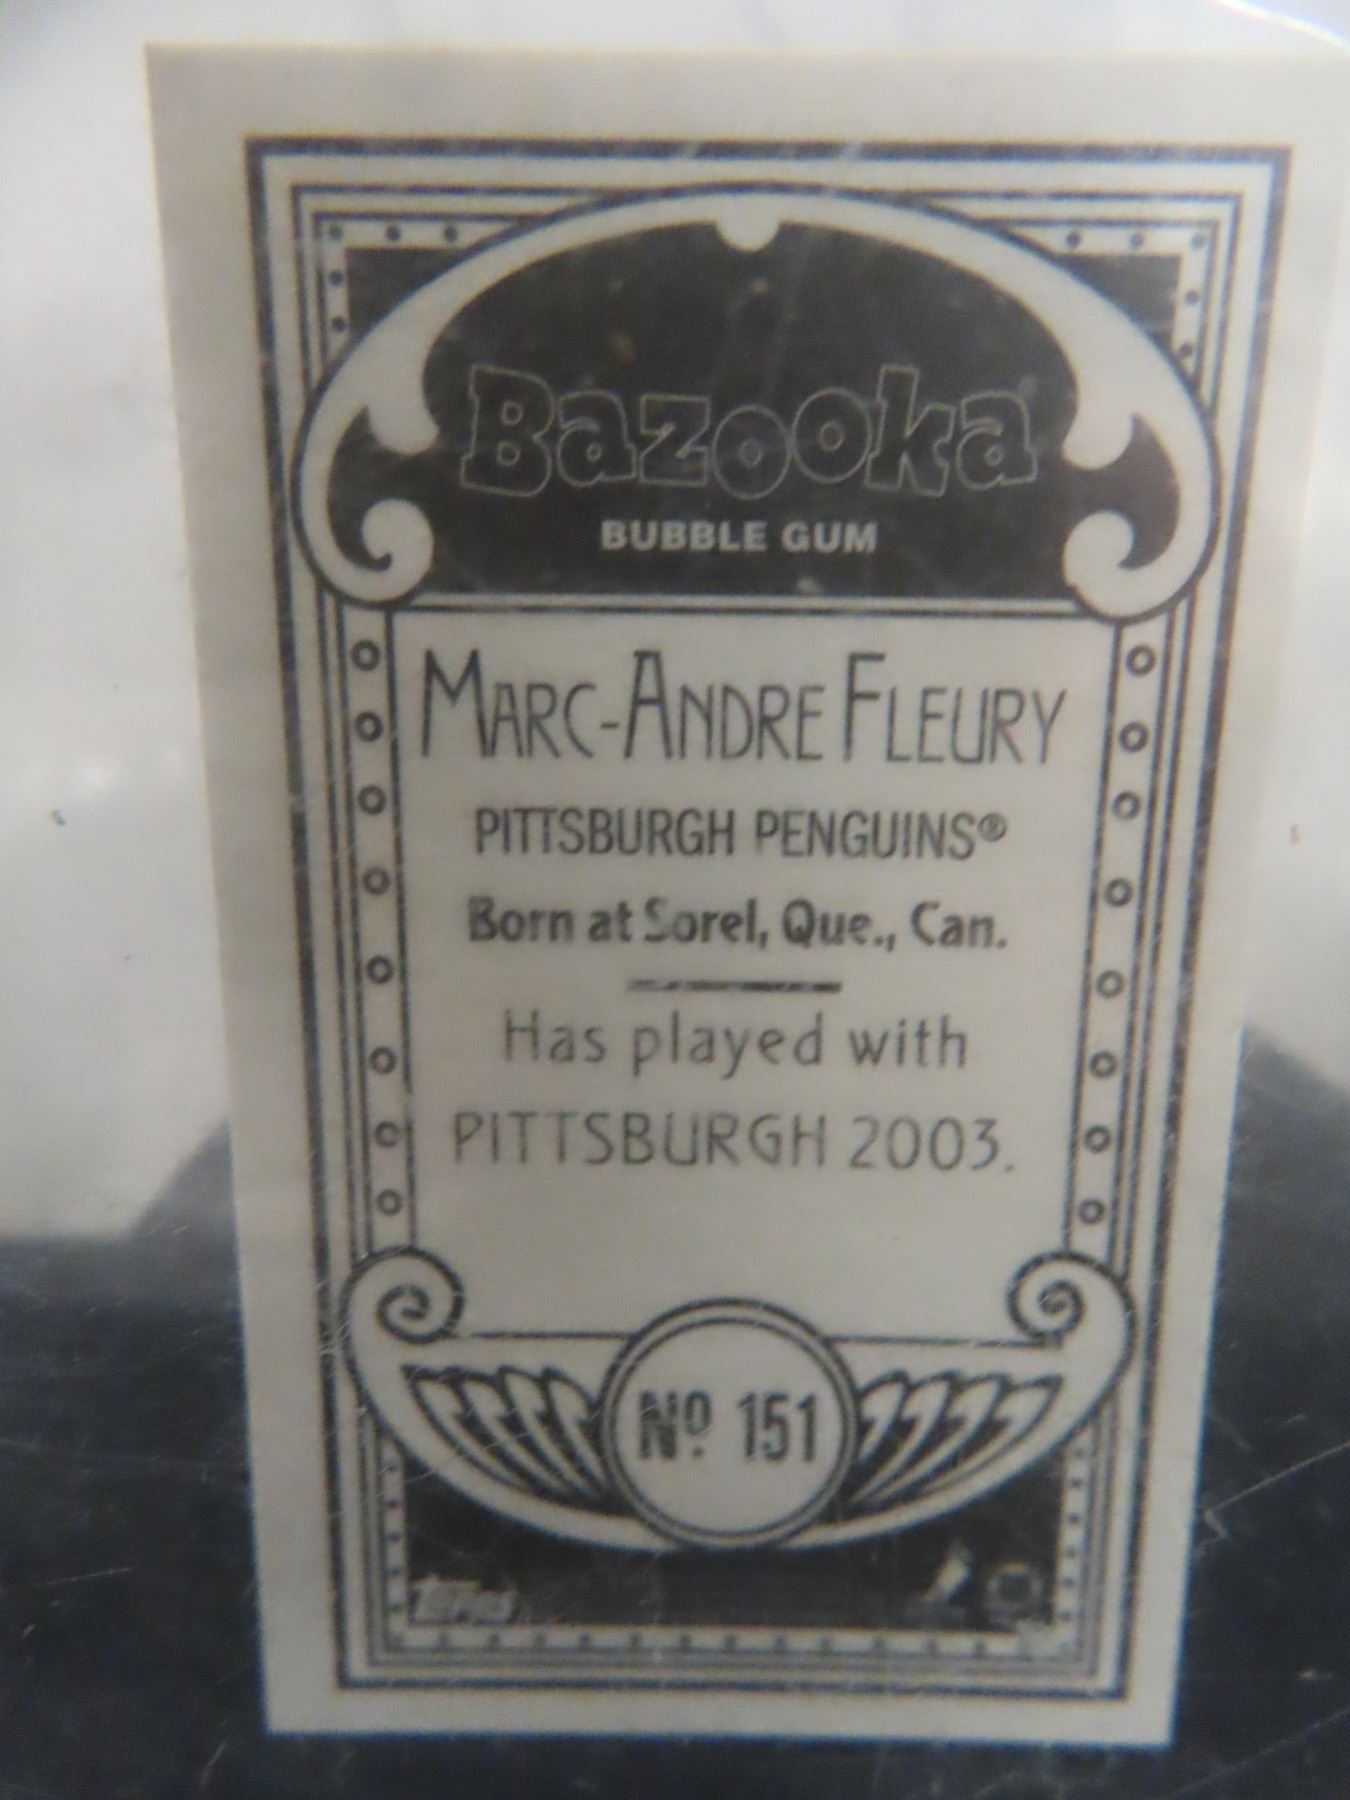 Bazooka
BUBBLE GUM
MARC-ANDRE FLEURY
PITTSBURGH PENGUINS®
Born at Sorel, Que., Can.
Has played with
PITTSBURGH 2003.
Nº 151